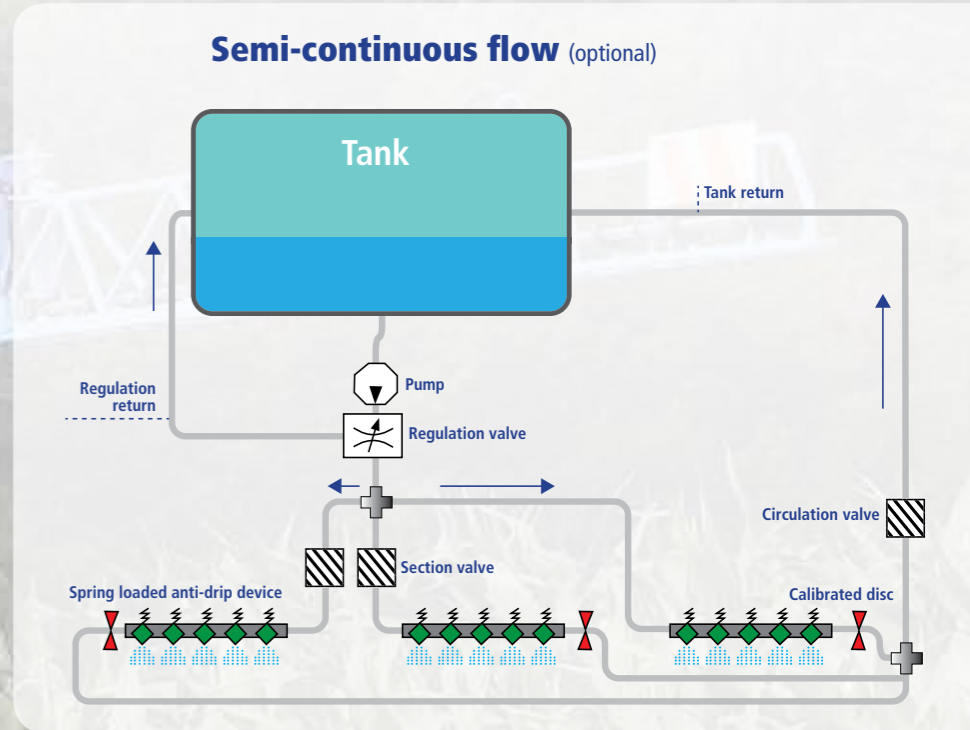 Semi-continuous flow (optional)
Tank
Tank return
Regulation
return
Pump
Regulation valve
Circulation valve
Section valve
Spring loaded anti-drip device
Calibrated disc